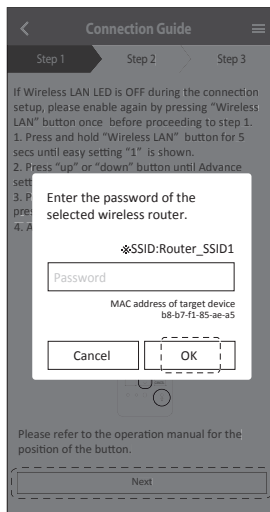 Connection Guide
Step 1
Step 2
Step 3
If Wireless LAN LED is OFF during the connection
setup, please enable again by pressing "Wireless
LAN" button once before proceeding to step 1.
1. Press and hold "Wireless LAN" button for 5
secs until easy setting "1" is shown.
2. Press "up" or "down" button until Advance
sett
3. P
pres
4. A
Enter the password of the
selected wireless router.
※SSID:Router_SSID1
Password
MAC address of target device
b8-b7-f1-85-ae-a5
Cancel
OK
Please refer to the operation manual for the
position of the button.
Next